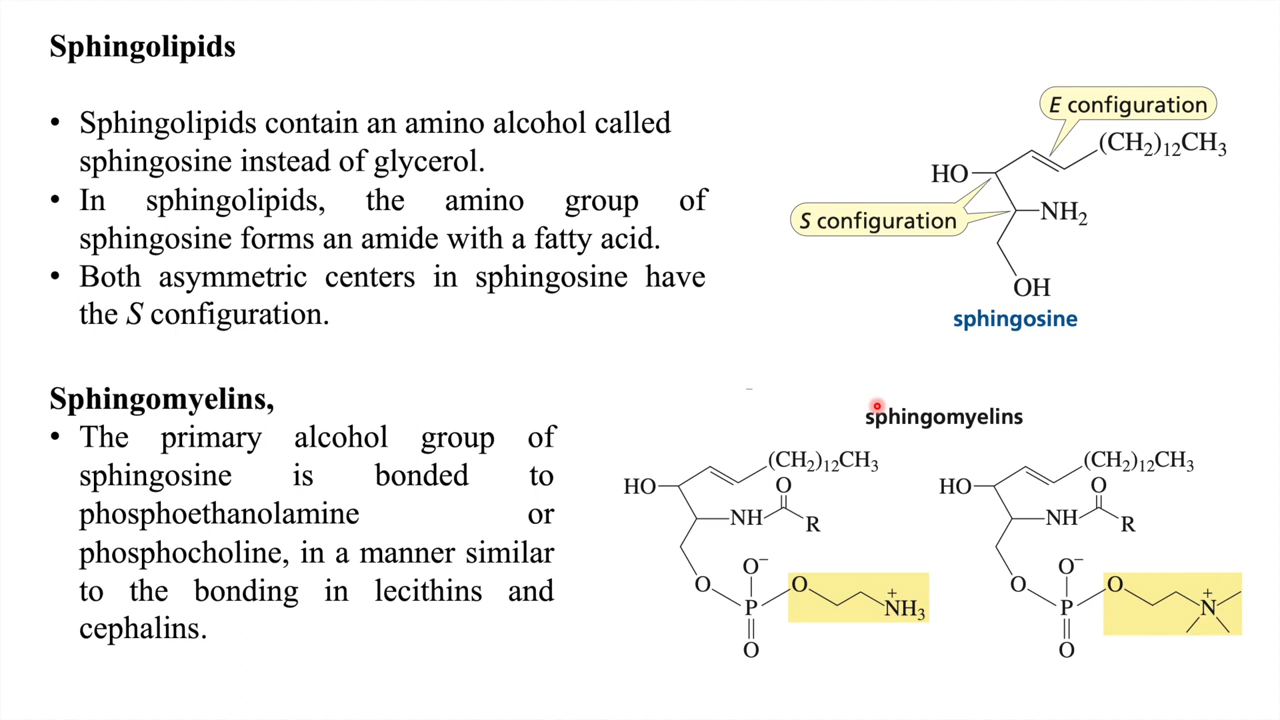 Sphingolipids
• Sphingolipids contain an amino alcohol called
sphingosine instead of glycerol.
• In sphingolipids, the amino group of
sphingosine forms an amide with a fatty acid.
• Both asymmetric centers in sphingosine have
the S configuration.
E configuration
(CH₂)₁₂CH₃
HO
S configuration
NH₂
OH
sphingosine
Sphingomyelins,
• The primary alcohol group of
sphingosine is bonded to
phosphoethanolamine or
phosphocholine, in a manner similar
to the bonding in lecithins and
cephalins.
sphingomyelins
(CH₂)₁₂CH₃
HO
O
NH
R
O⁻
O
P
O
+
NH₃
O
(CH₂)₁₂CH₃
HO
O
NH
R
O⁻
O
P
O
+
N
O